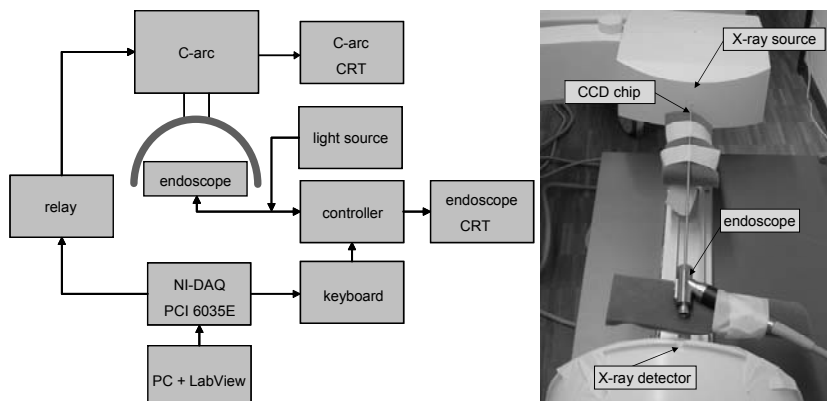 C-arc
C-arc
CRT
light source
endoscope
relay
controller
endoscope
CRT
NI-DAQ
PCI 6035E
keyboard
PC + LabView
X-ray source
CCD chip
endoscope
X-ray detector